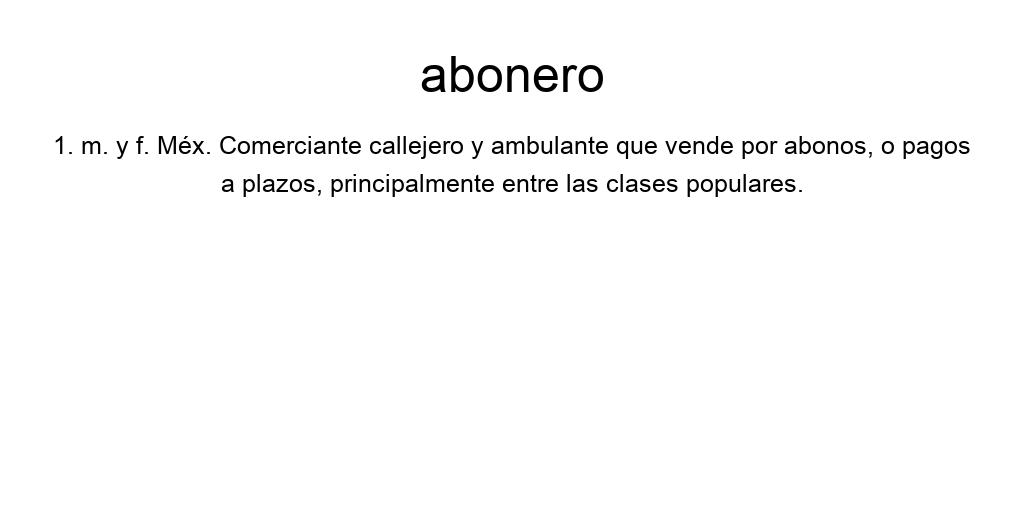 abonero
1. m. y f. Méx. Comerciante callejero y ambulante que vende por abonos, o pagos
a plazos, principalmente entre las clases populares.